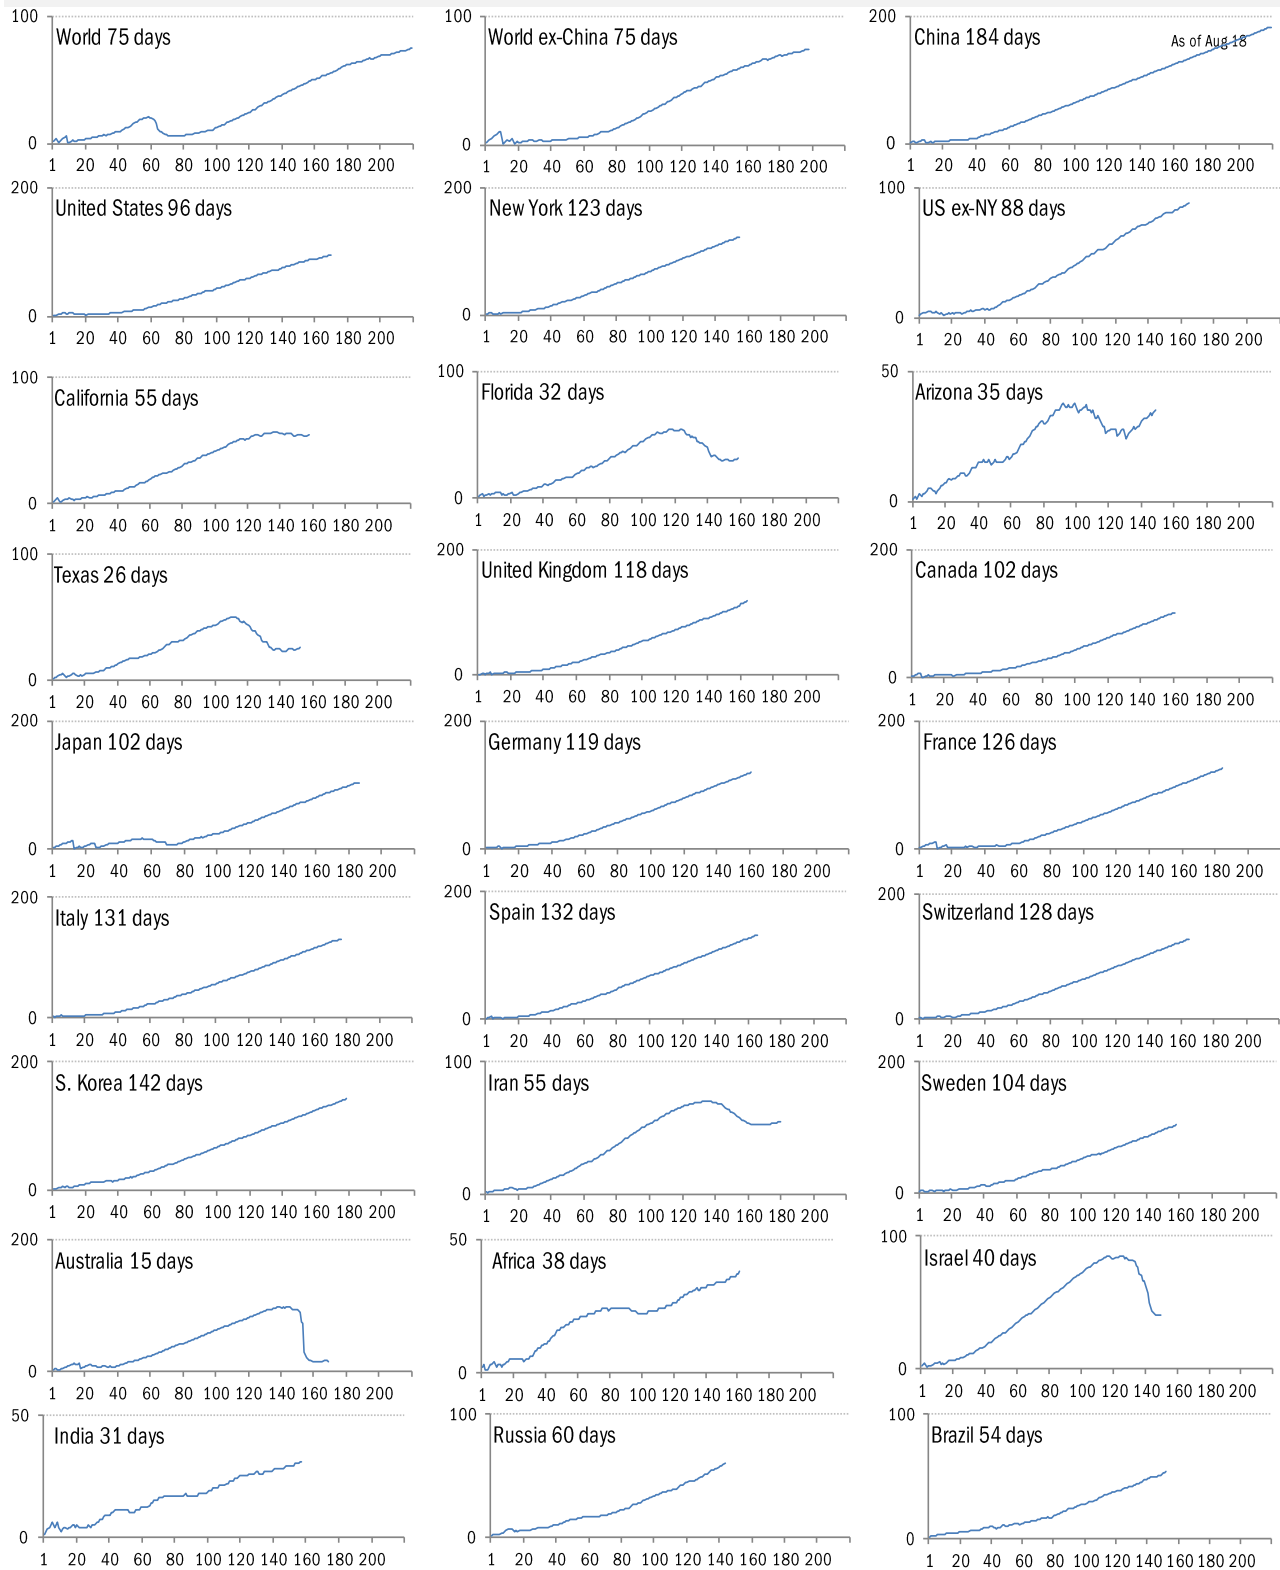 100
World 75 days
0
1 20 40 60 80 100 120 140 160 180 200
100
World ex-China 75 days
0
1 20 40 60 80 100 120 140 160 180 200
200
China 184 days
As of Aug 18
0
1 20 40 60 80 100 120 140 160 180 200
200
United States 96 days
0
1 20 40 60 80 100 120 140 160 180 200
200
New York 123 days
0
1 20 40 60 80 100 120 140 160 180 200
100
US ex-NY 88 days
0
1 20 40 60 80 100 120 140 160 180 200
100
California 55 days
0
1 20 40 60 80 100 120 140 160 180 200
100
Florida 32 days
0
1 20 40 60 80 100 120 140 160 180 200
50
Arizona 35 days
0
1 20 40 60 80 100 120 140 160 180 200
100
Texas 26 days
0
1 20 40 60 80 100 120 140 160 180 200
200
United Kingdom 118 days
0
1 20 40 60 80 100 120 140 160 180 200
200
Canada 102 days
0
1 20 40 60 80 100 120 140 160 180 200
200
Japan 102 days
0
1 20 40 60 80 100 120 140 160 180 200
200
Germany 119 days
0
1 20 40 60 80 100 120 140 160 180 200
200
France 126 days
0
1 20 40 60 80 100 120 140 160 180 200
200
Italy 131 days
0
1 20 40 60 80 100 120 140 160 180 200
200
Spain 132 days
0
1 20 40 60 80 100 120 140 160 180 200
200
Switzerland 128 days
0
1 20 40 60 80 100 120 140 160 180 200
200
S. Korea 142 days
0
1 20 40 60 80 100 120 140 160 180 200
100
Iran 55 days
0
1 20 40 60 80 100 120 140 160 180 200
200
Sweden 104 days
0
1 20 40 60 80 100 120 140 160 180 200
200
Australia 15 days
0
1 20 40 60 80 100 120 140 160 180 200
50
Africa 38 days
0
1 20 40 60 80 100 120 140 160 180 200
100
Israel 40 days
0
1 20 40 60 80 100 120 140 160 180 200
50
India 31 days
0
1 20 40 60 80 100 120 140 160 180 200
100
Russia 60 days
0
1 20 40 60 80 100 120 140 160 180 200
100
Brazil 54 days
0
1 20 40 60 80 100 120 140 160 180 200